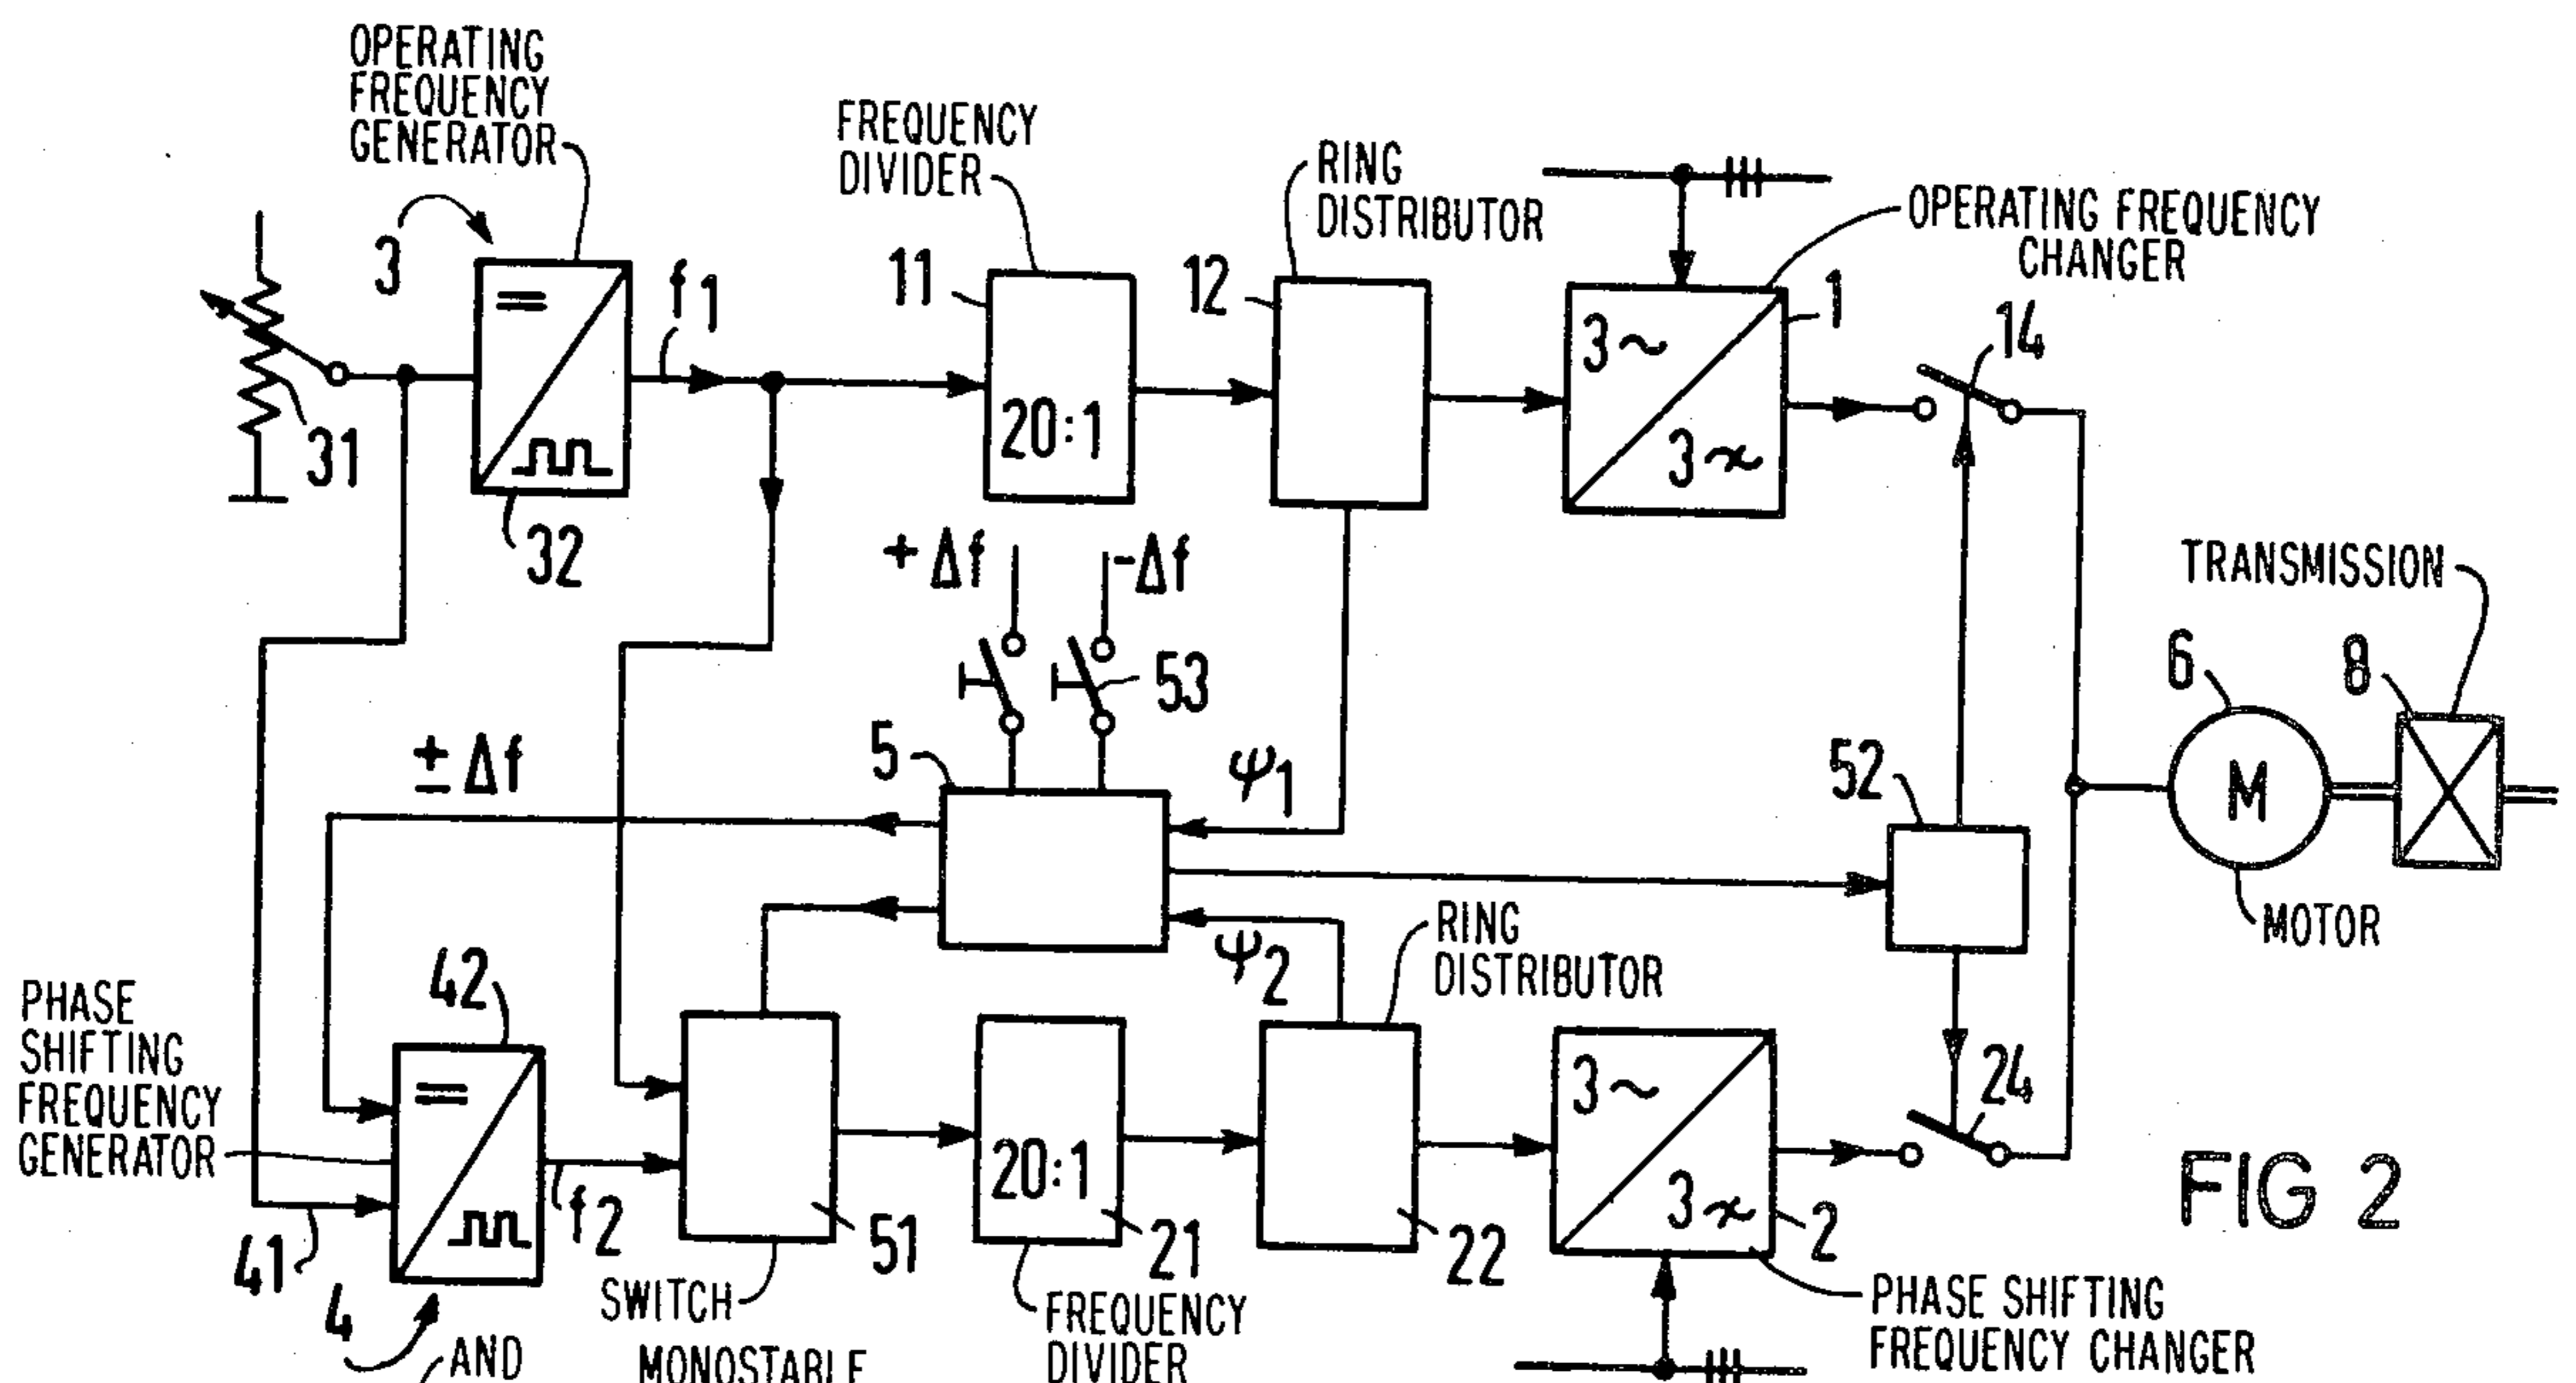 OPERATING
FREQUENCY
GENERATOR
3
f1
31
32
FREQUENCY
DIVIDER
11
20:1
RING
DISTRIBUTOR
12
3~
3~
OPERATING FREQUENCY
CHANGER
1
14
+Δf
-Δf
53
5
± Δf
ψ1
ψ2
52
TRANSMISSION
6
8
M
MOTOR
PHASE
SHIFTING
FREQUENCY
GENERATOR
42
41
4
f2
51
SWITCH
20:1
21
FREQUENCY
DIVIDER
RING
DISTRIBUTOR
22
3~
3~
2
24
PHASE SHIFTING
FREQUENCY CHANGER
FIG 2
AND
MONOSTABLE